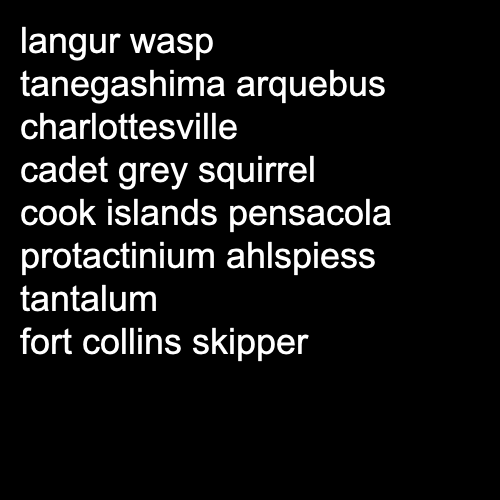 langur wasp
tanegashima arquebus
charlottesville
cadet grey squirrel
cook islands pensacola
protactinium ahlspiess
tantalum
fort collins skipper